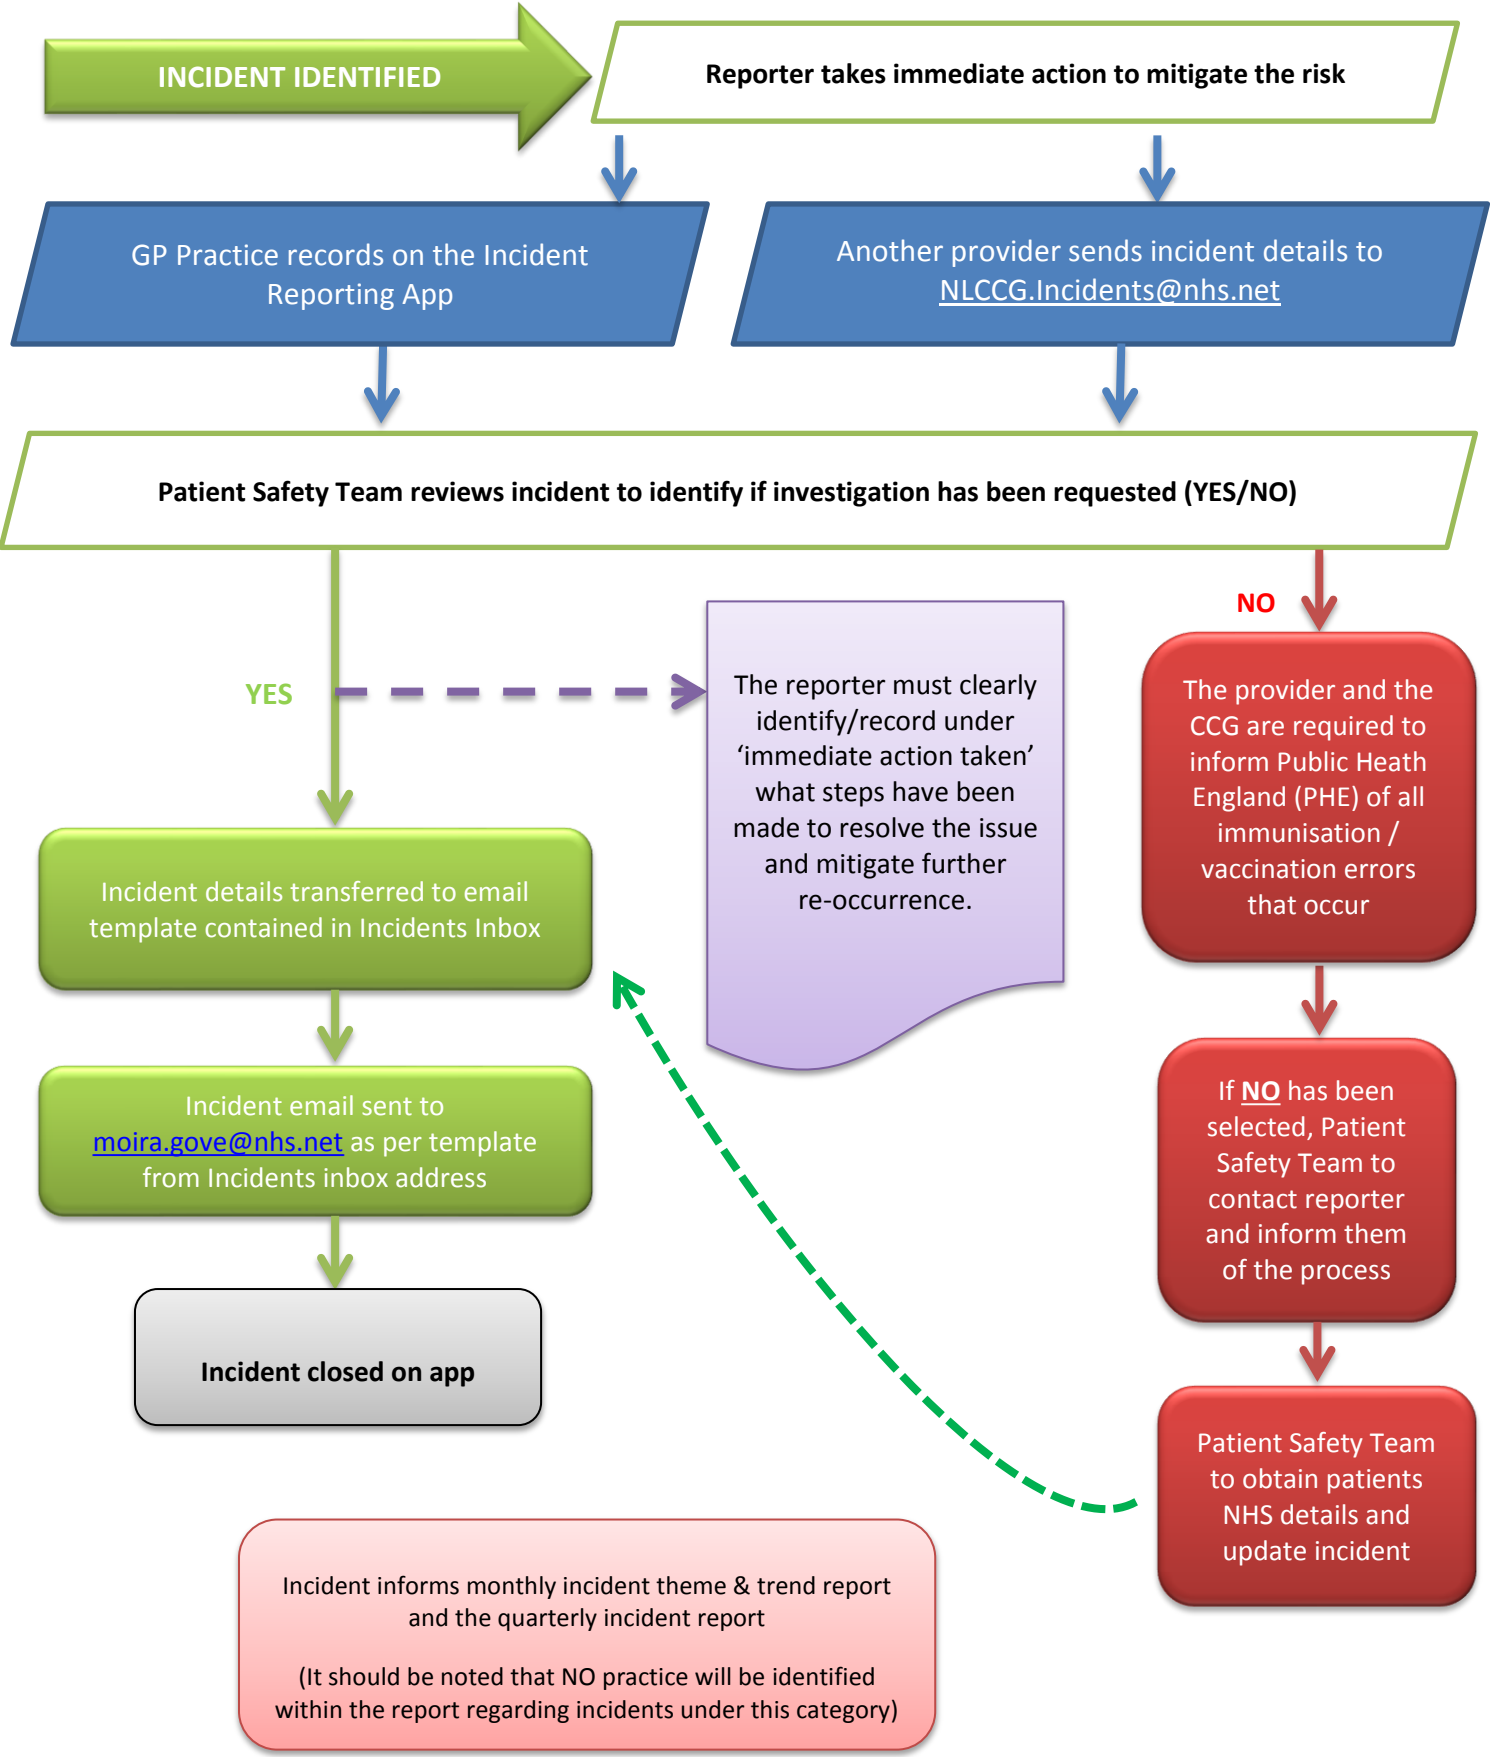 INCIDENT IDENTIFIED
Reporter takes immediate action to mitigate the risk
GP Practice records on the Incident
Reporting App
Another provider sends incident details to
NLCCG.Incidents@nhs.net
Patient Safety Team reviews incident to identify if investigation has been requested (YES/NO)
YES
NO
The reporter must clearly
identify/record under
‘immediate action taken’
what steps have been
made to resolve the issue
and mitigate further
re-occurrence.
The provider and the
CCG are required to
inform Public Heath
England (PHE) of all
immunisation /
vaccination errors
that occur
Incident details transferred to email
template contained in Incidents Inbox
Incident email sent to
moira.gove@nhs.net as per template
from Incidents inbox address
If NO has been
selected, Patient
Safety Team to
contact reporter
and inform them
of the process
Incident closed on app
Patient Safety Team
to obtain patients
NHS details and
update incident
Incident informs monthly incident theme & trend report
and the quarterly incident report
(It should be noted that NO practice will be identified
within the report regarding incidents under this category)